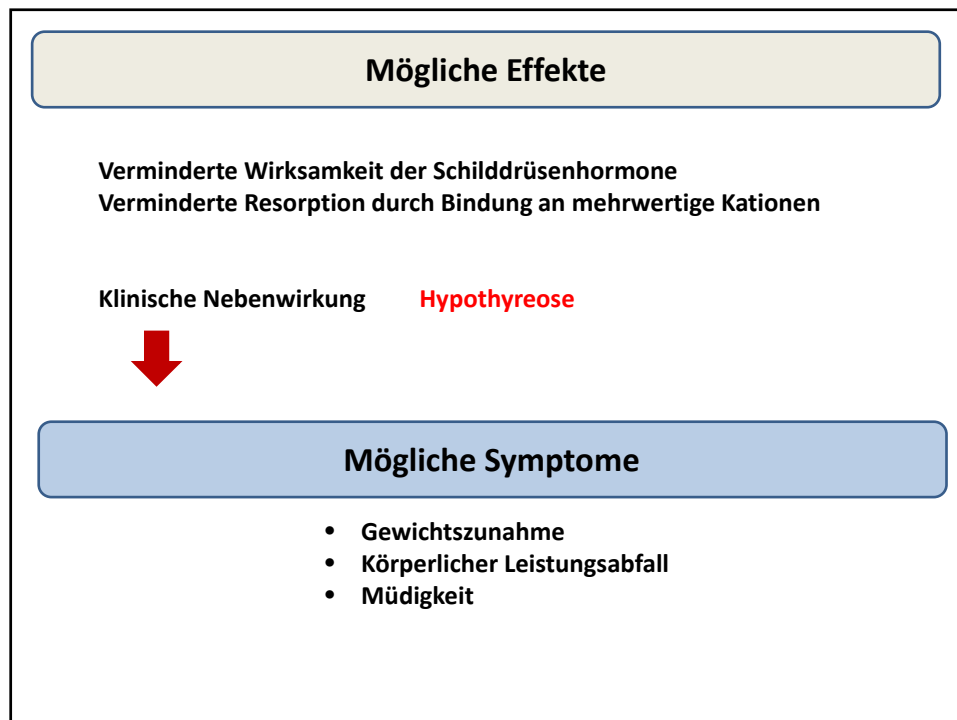 Mögliche Effekte
Verminderte Wirksamkeit der Schilddrüsenhormone
Verminderte Resorption durch Bindung an mehrwertige Kationen
Klinische Nebenwirkung Hypothyreose
Mögliche Symptome
• Gewichtszunahme
• Körperlicher Leistungsabfall
• Müdigkeit